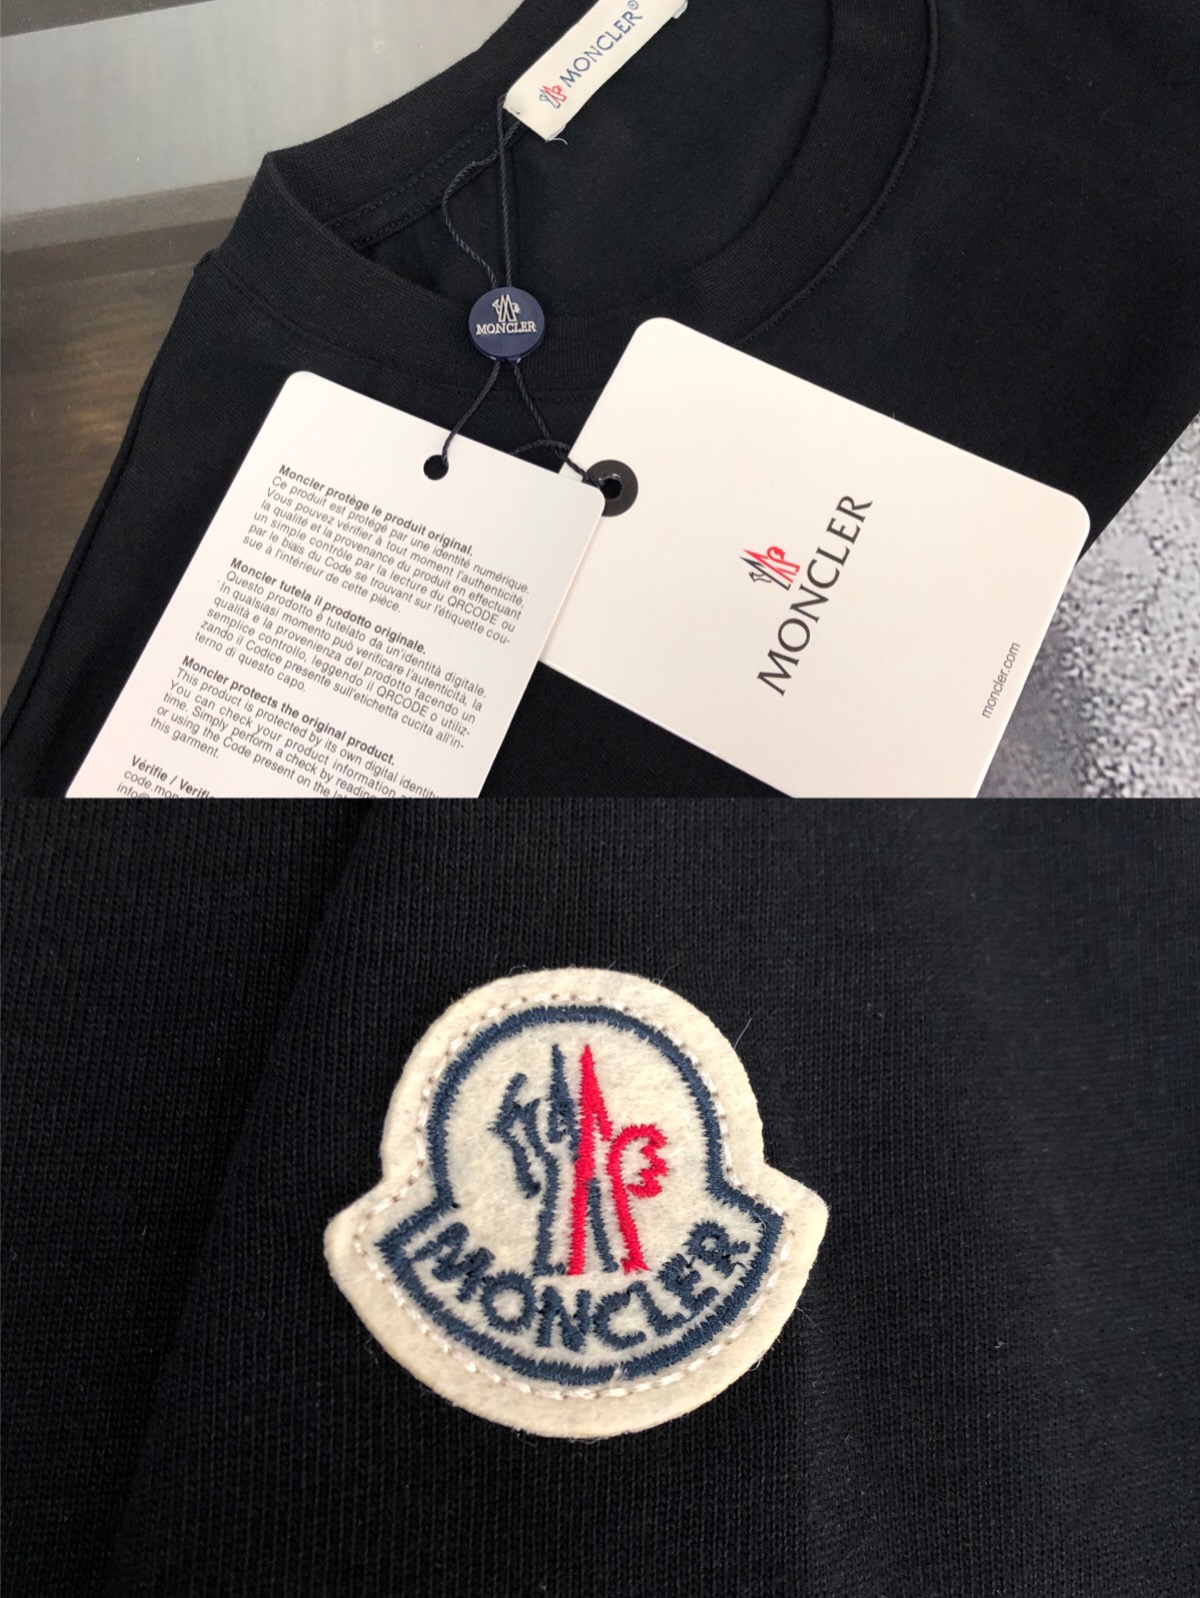 MONCLER®
MONCLER
Moncler protège le produit original.
Ce produit est protégé par une identité numérique.
Vous pouvez vérifier à tout moment l'authenticité,
la qualité et la provenance du produit en effectuant
un simple contrôle par la lecture du QRCODE ou
par le biais du Code se trouvant sur l'étiquette cou-
sue à l'intérieur de cette pièce.
Moncler tutela il prodotto originale.
Questo prodotto è tutelato da un'identità digitale.
In qualsiasi momento può verificare l'autenticità, la
qualità e la provenienza del prodotto facendo un
semplice controllo, leggendo il QRCODE o utiliz-
zando il Codice presente sull'etichetta cucita all'in-
terno di questo capo.
Moncler protects the original product.
This product is protected by its own digital identity
You can check your product information a
time. Simply perform a check by reading
or using the Code present on the
this garment.
Vérifie / Verifi
code.mon
info@
MONCLER
moncler.com
MONCLER